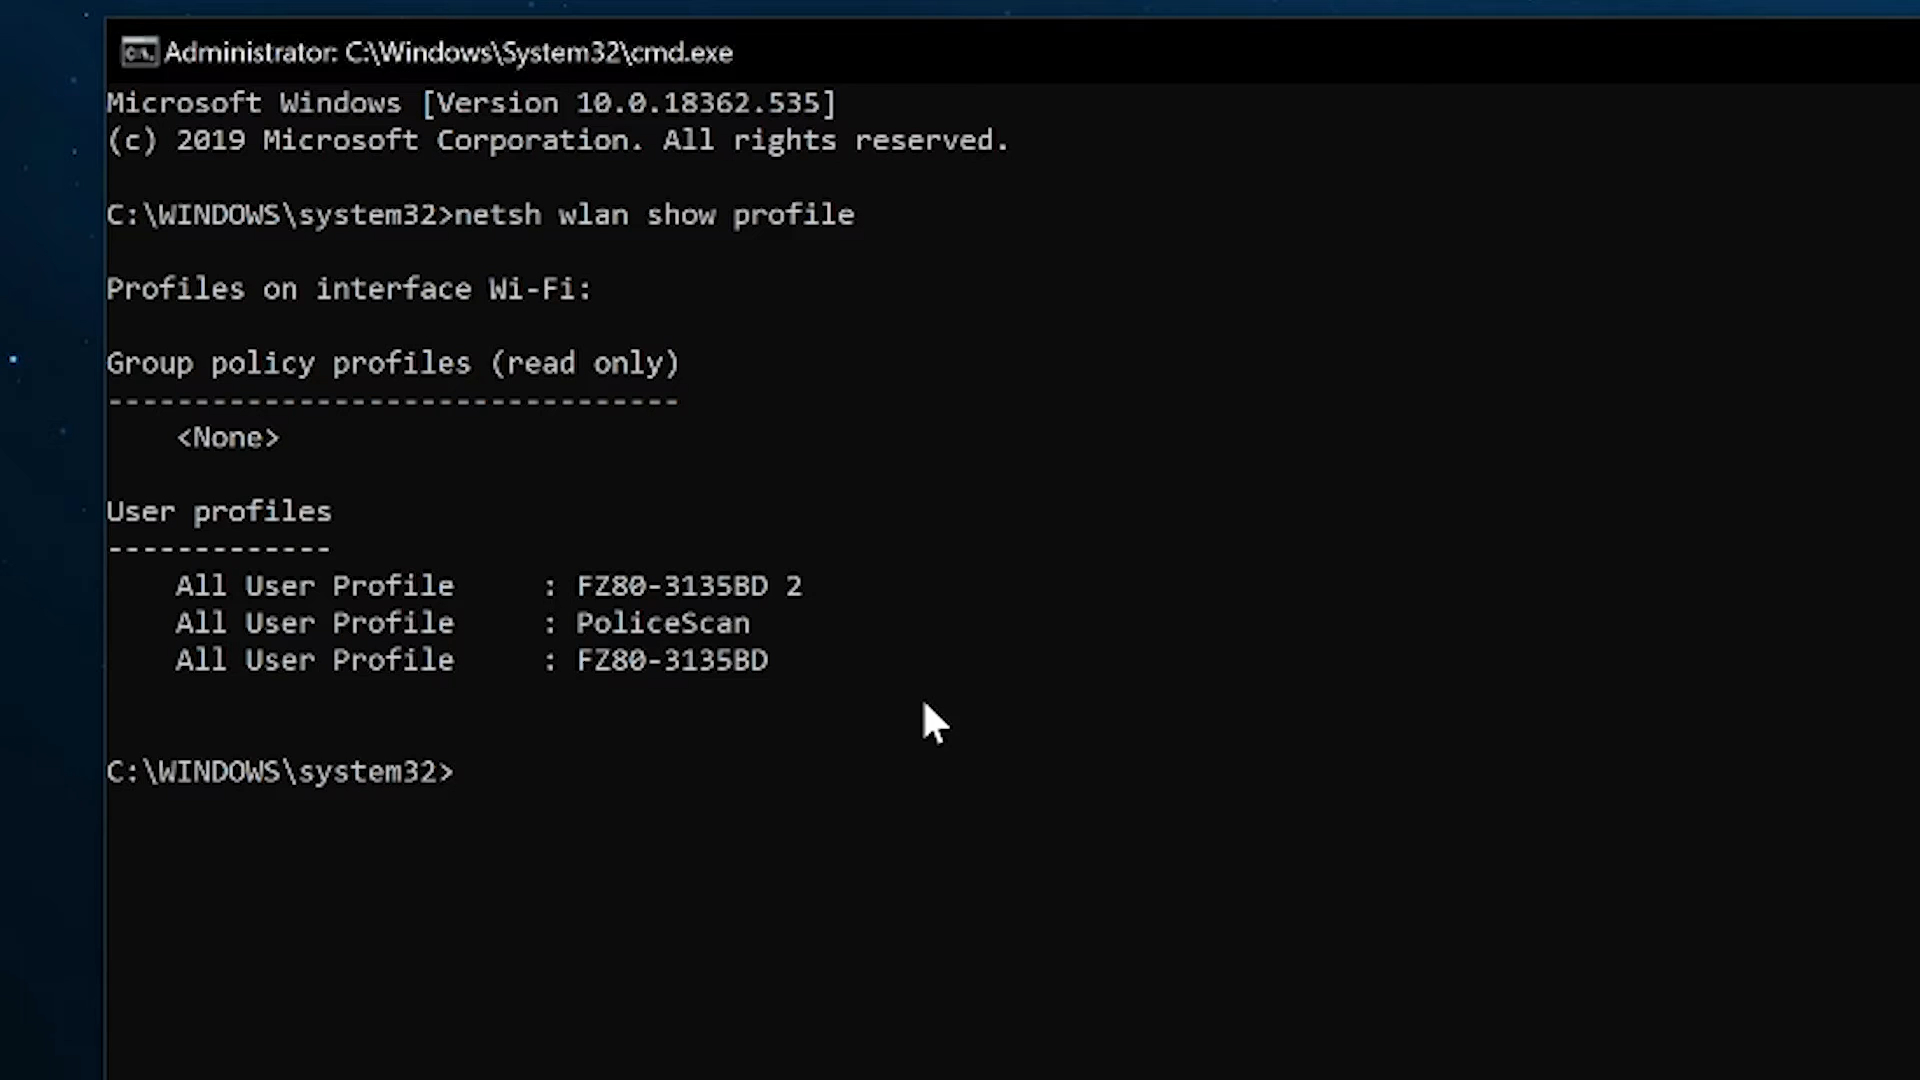 Administrator: C:\Windows\System32\cmd.exe
Microsoft Windows [Version 10.0.18362.535]
(c) 2019 Microsoft Corporation. All rights reserved.
C:\WINDOWS\system32>netsh wlan show profile
Profiles on interface Wi-Fi:
Group policy profiles (read only)
---------------------------------
<None>
User profiles
-------------
All User Profile     : FZ80-3135BD 2
All User Profile     : PoliceScan
All User Profile     : FZ80-3135BD
C:\WINDOWS\system32>